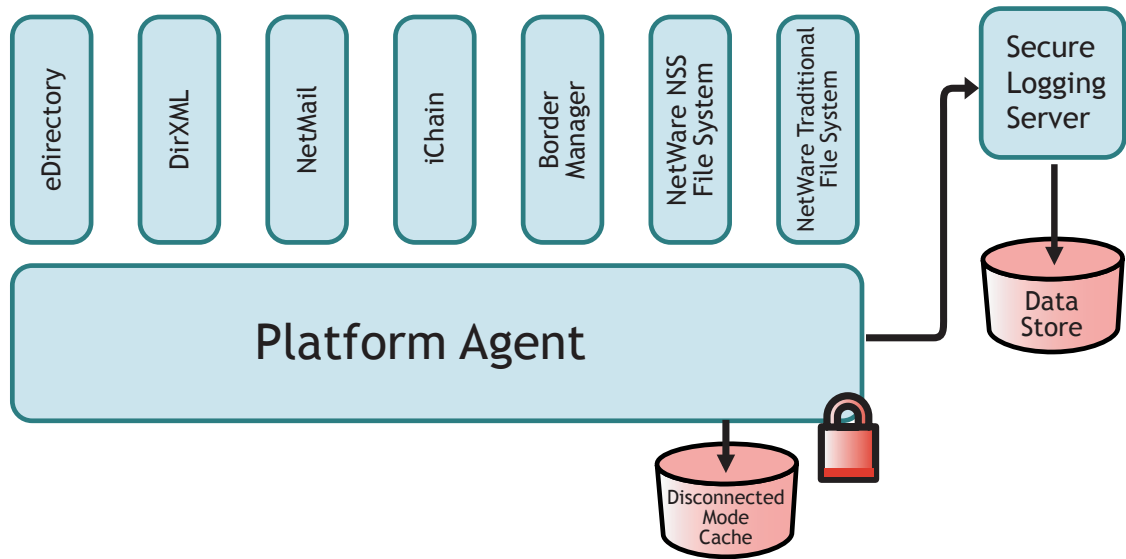 eDirectory
DirXML
NetMail
iChain
Border
Manager
NetWare NSS
File System
NetWare Traditional
File System
Secure
Logging
Server
Platform Agent
Data
Store
Disconnected
Mode
Cache